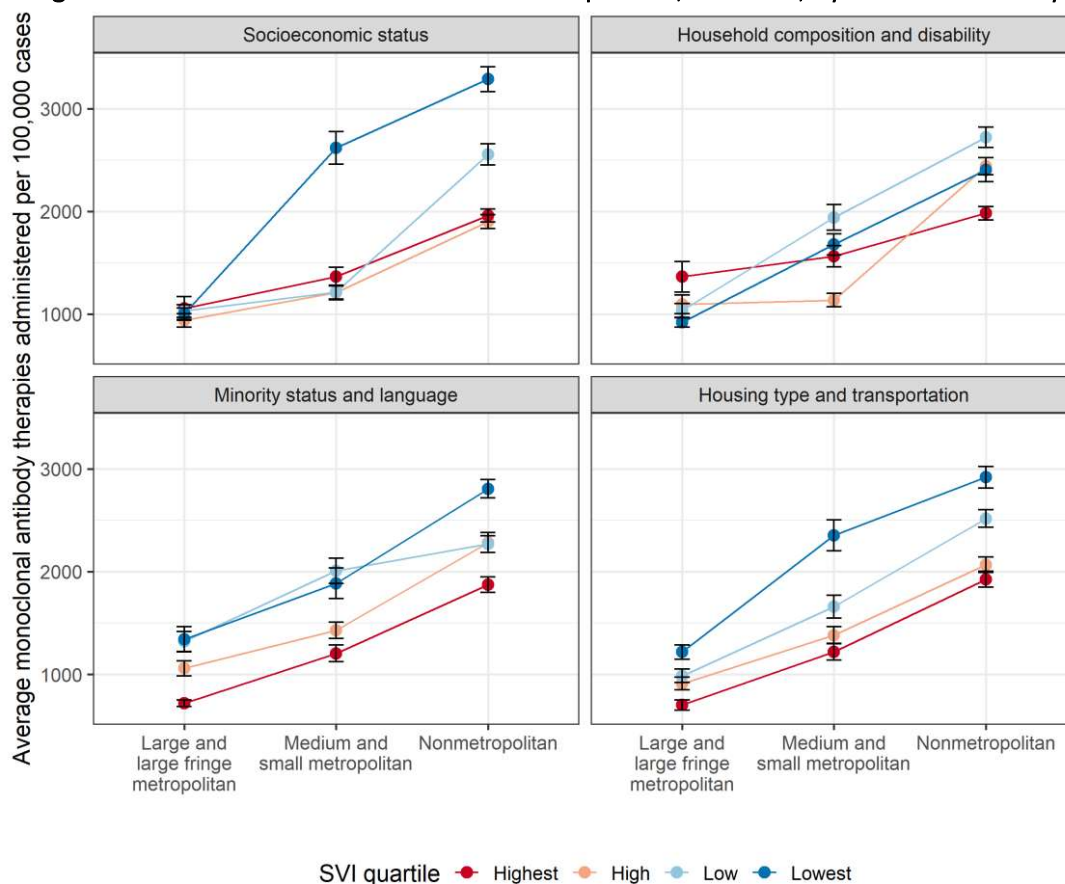 Average monoclonal antibody therapies administered per 100,000 cases
Socioeconomic status
Household composition and disability
3000
2000
1000
Minority status and language
Housing type and transportation
3000
2000
1000
Large and
large fringe
metropolitan
Medium and
small metropolitan
Nonmetropolitan
Large and
large fringe
metropolitan
Medium and
small metropolitan
Nonmetropolitan
SVI quartile Highest High Low Lowest